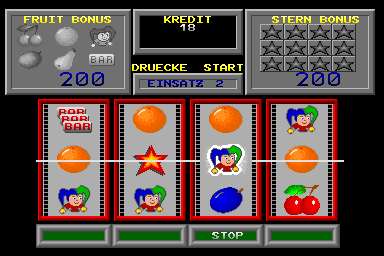 FRUIT BONUS
BAR
200
KREDIT
18
DRUECKE START
EINSATZ 2
STERN BONUS
200
BAR
BAR
BAR
STOP